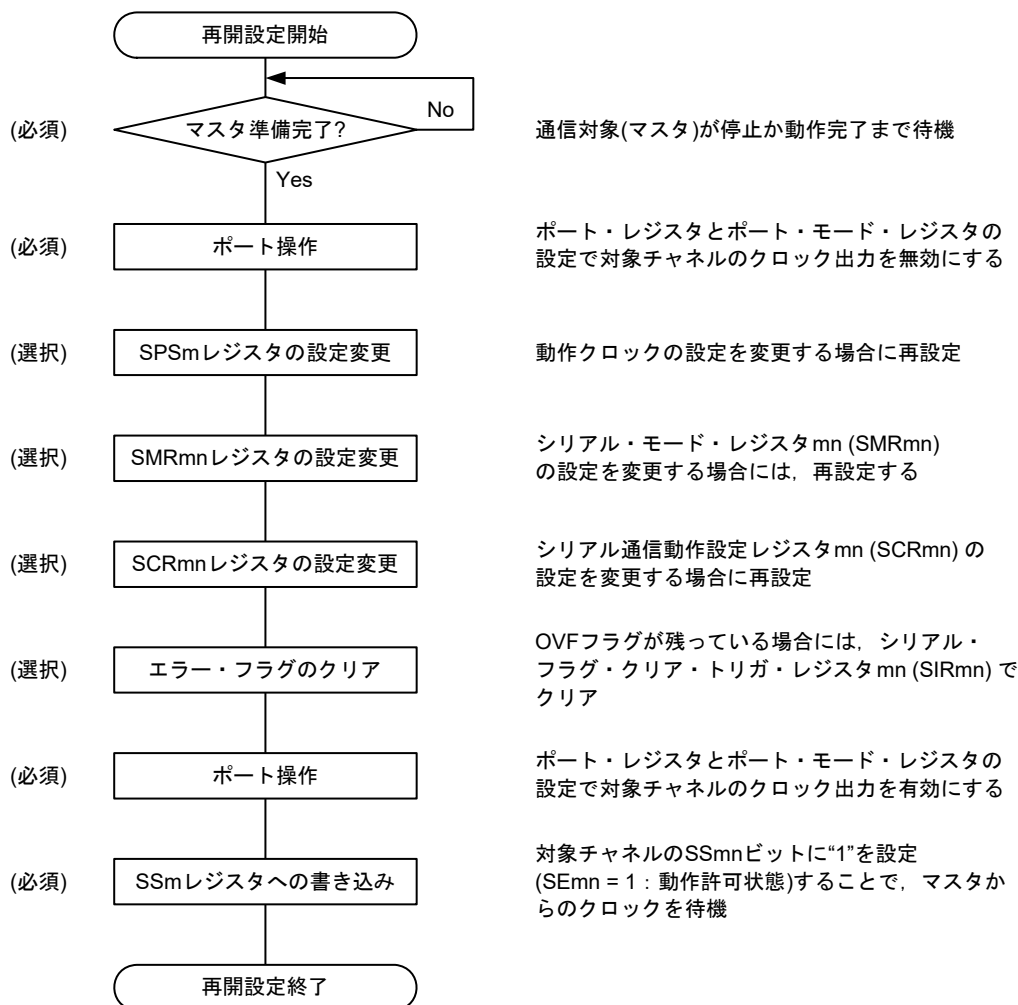 再開設定開始
No
(必須)
マスタ準備完了?
通信対象(マスタ)が停止か動作完了まで待機
Yes
(必須)
ポート操作
ポート・レジスタとポート・モード・レジスタの
設定で対象チャネルのクロック出力を無効にする
(選択)
SPSmレジスタの設定変更
動作クロックの設定を変更する場合に再設定
(選択)
SMRmnレジスタの設定変更
シリアル・モード・レジスタmn (SMRmn)
の設定を変更する場合には，再設定する
(選択)
SCRmnレジスタの設定変更
シリアル通信動作設定レジスタmn (SCRmn) の
設定を変更する場合に再設定
(選択)
エラー・フラグのクリア
OVFフラグが残っている場合には，シリアル・
フラグ・クリア・トリガ・レジスタmn (SIRmn) で
クリア
(必須)
ポート操作
ポート・レジスタとポート・モード・レジスタの
設定で対象チャネルのクロック出力を有効にする
(必須)
SSmレジスタへの書き込み
対象チャネルのSSmnビットに“1”を設定
(SEmn = 1：動作許可状態)することで，マスタか
らのクロックを待機
再開設定終了